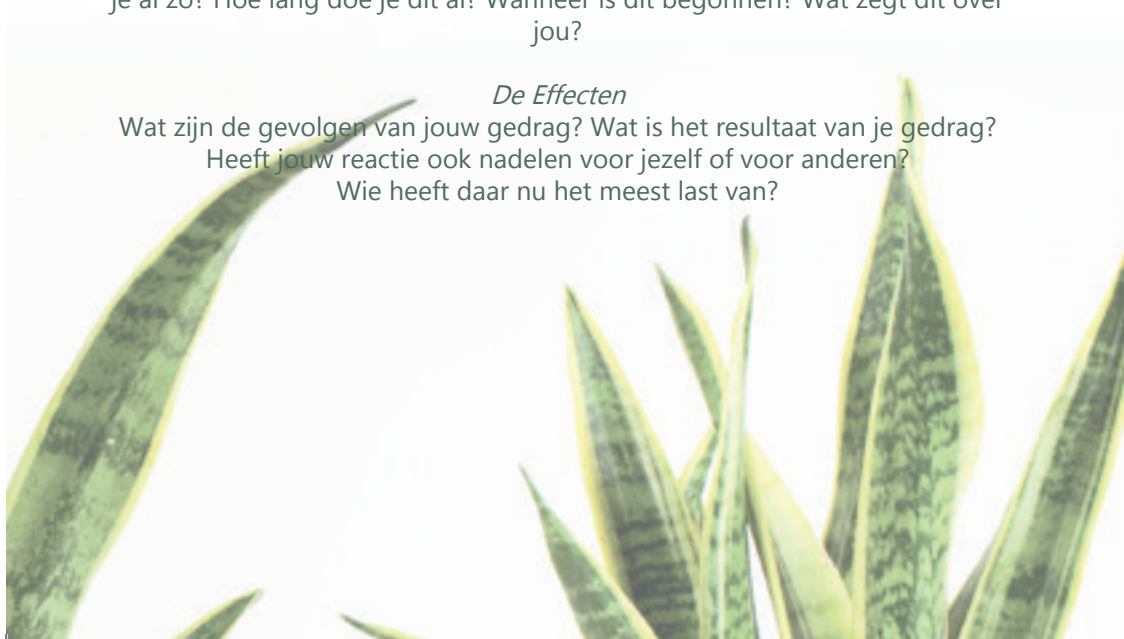 je al zo? Hoe lang doe je dit al? Wanneer is dit begonnen? Wat zegt dit over
jou?
De Effecten
Wat zijn de gevolgen van jouw gedrag? Wat is het resultaat van je gedrag?
Heeft jouw reactie ook nadelen voor jezelf of voor anderen?
Wie heeft daar nu het meest last van?